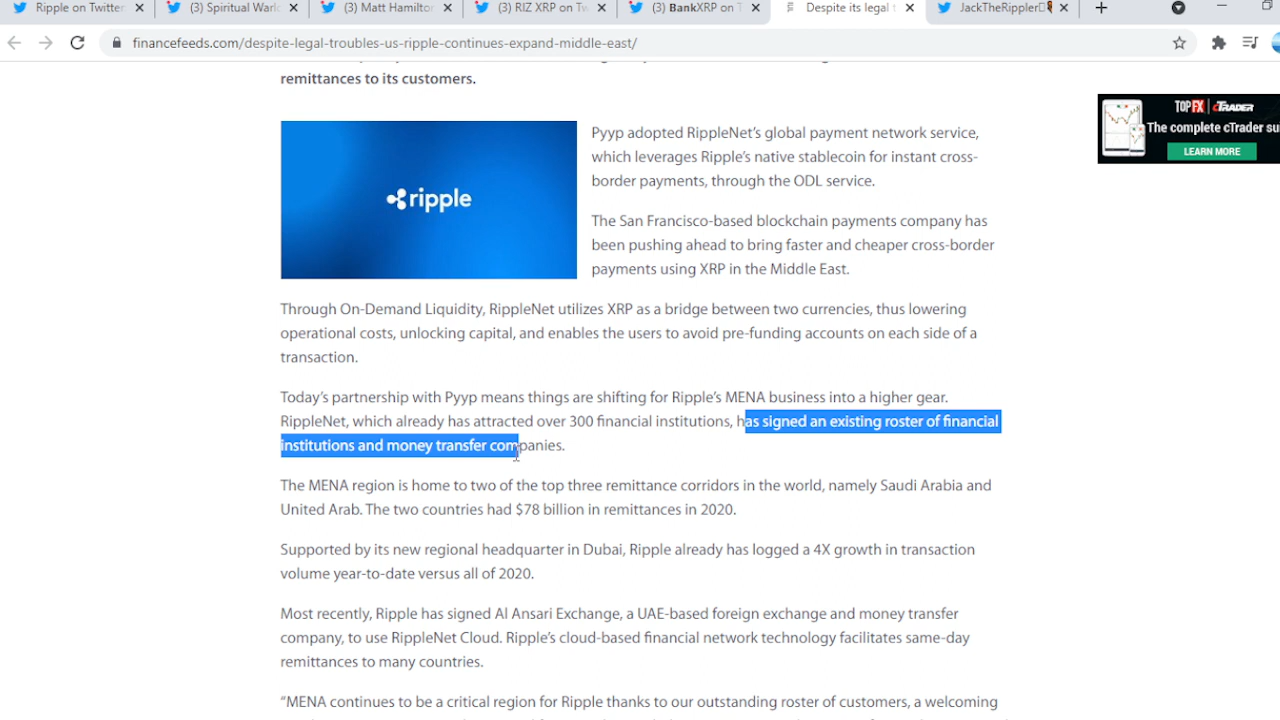 Ripple on Twitter
(3) Spiritual Warl
(3) Matt Hamilto
(3) RIZ XRP on Tw
(3) BankXRP on T
Despite its legal t
JackTheRippler
financefeeds.com/despite-legal-troubles-us-ripple-continues-expand-middle-east/
remittances to its customers.
ripple
Pyyp adopted RippleNet's global payment network service,
which leverages Ripple's native stablecoin for instant cross-
border payments, through the ODL service.
The San Francisco-based blockchain payments company has
been pushing ahead to bring faster and cheaper cross-border
payments using XRP in the Middle East.
Through On-Demand Liquidity, RippleNet utilizes XRP as a bridge between two currencies, thus lowering
operational costs, unlocking capital, and enables the users to avoid pre-funding accounts on each side of a
transaction.
Today's partnership with Pyyp means things are shifting for Ripple's MENA business into a higher gear.
RippleNet, which already has attracted over 300 financial institutions, has signed an existing roster of financial
institutions and money transfer companies.
The MENA region is home to two of the top three remittance corridors in the world, namely Saudi Arabia and
United Arab. The two countries had $78 billion in remittances in 2020.
Supported by its new regional headquarter in Dubai, Ripple already has logged a 4X growth in transaction
volume year-to-date versus all of 2020.
Most recently, Ripple has signed Al Ansari Exchange, a UAE-based foreign exchange and money transfer
company, to use RippleNet Cloud. Ripple's cloud-based financial network technology facilitates same-day
remittances to many countries.
"MENA continues to be a critical region for Ripple thanks to our outstanding roster of customers, a welcoming
TOPFX cTRADER
The complete cTrader su
LEARN MORE